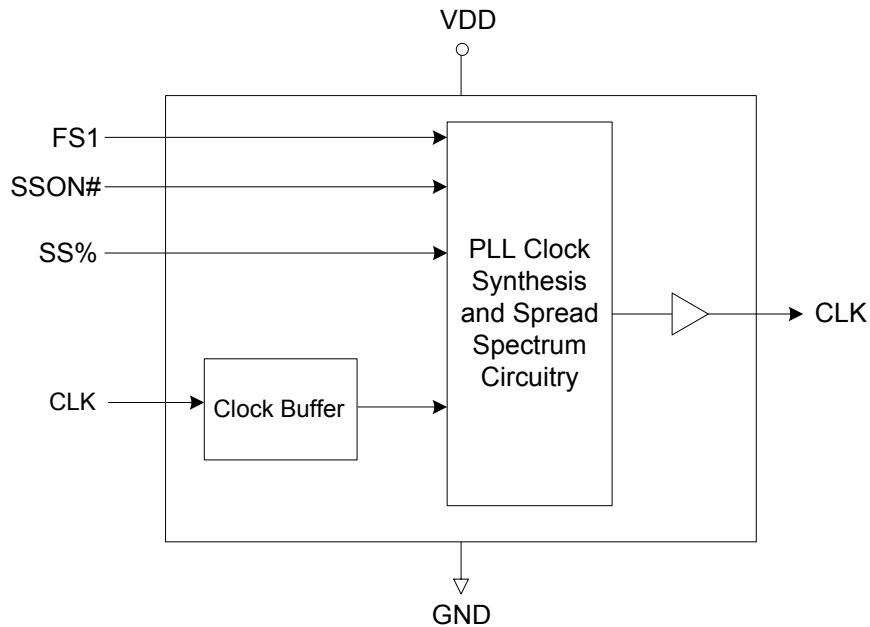 VDD
FS1
SSON#
SS%
PLL Clock
Synthesis
and Spread
Spectrum
Circuitry
CLK
CLK
Clock Buffer
GND